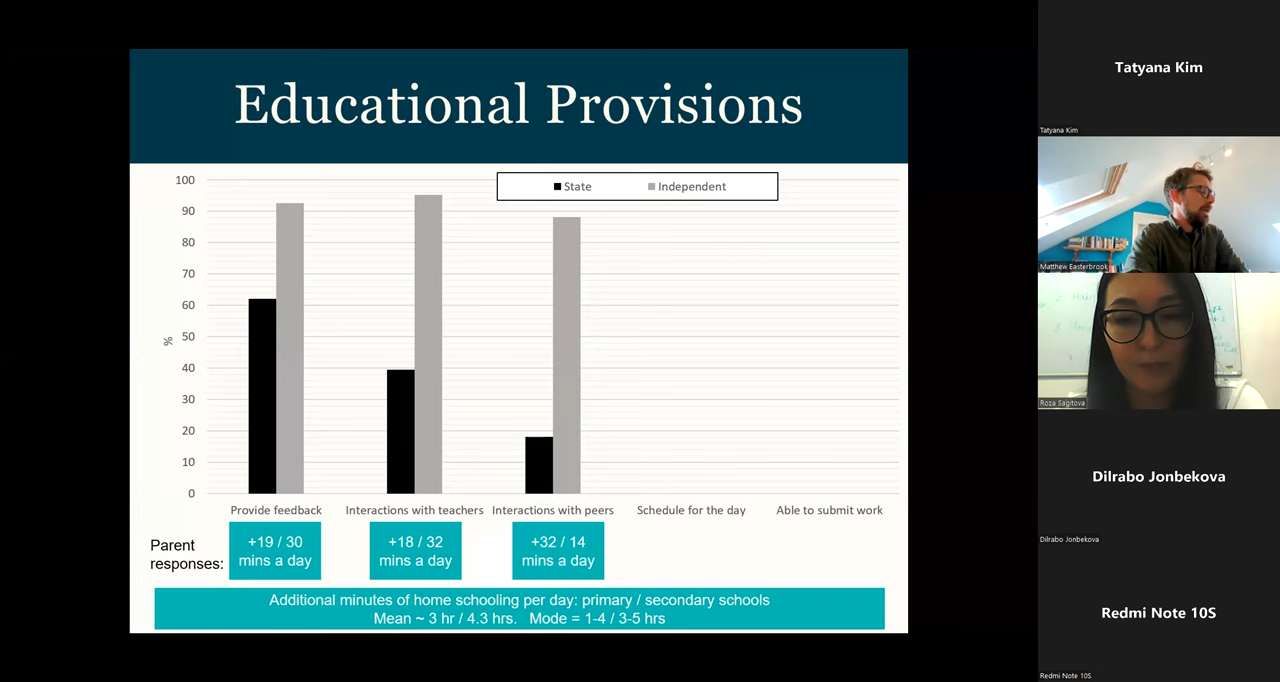 Educational Provisions
State Independent
100
90
80
70
60
50
40
30
20
10
0
%
Provide feedback Interactions with teachers Interactions with peers Schedule for the day Able to submit work
Parent
responses:
+19 / 30
mins a day
+18 / 32
mins a day
+32 / 14
mins a day
Additional minutes of home schooling per day: primary / secondary schools
Mean ~ 3 hr / 4.3 hrs. Mode = 1-4 / 3-5 hrs
Tatyana Kim
Tatyana Kim
Matthew Easterbrook
Roza Sagitova
Dilrabo Jonbekova
Dilrabo Jonbekova
Redmi Note 10S
Redmi Note 10S